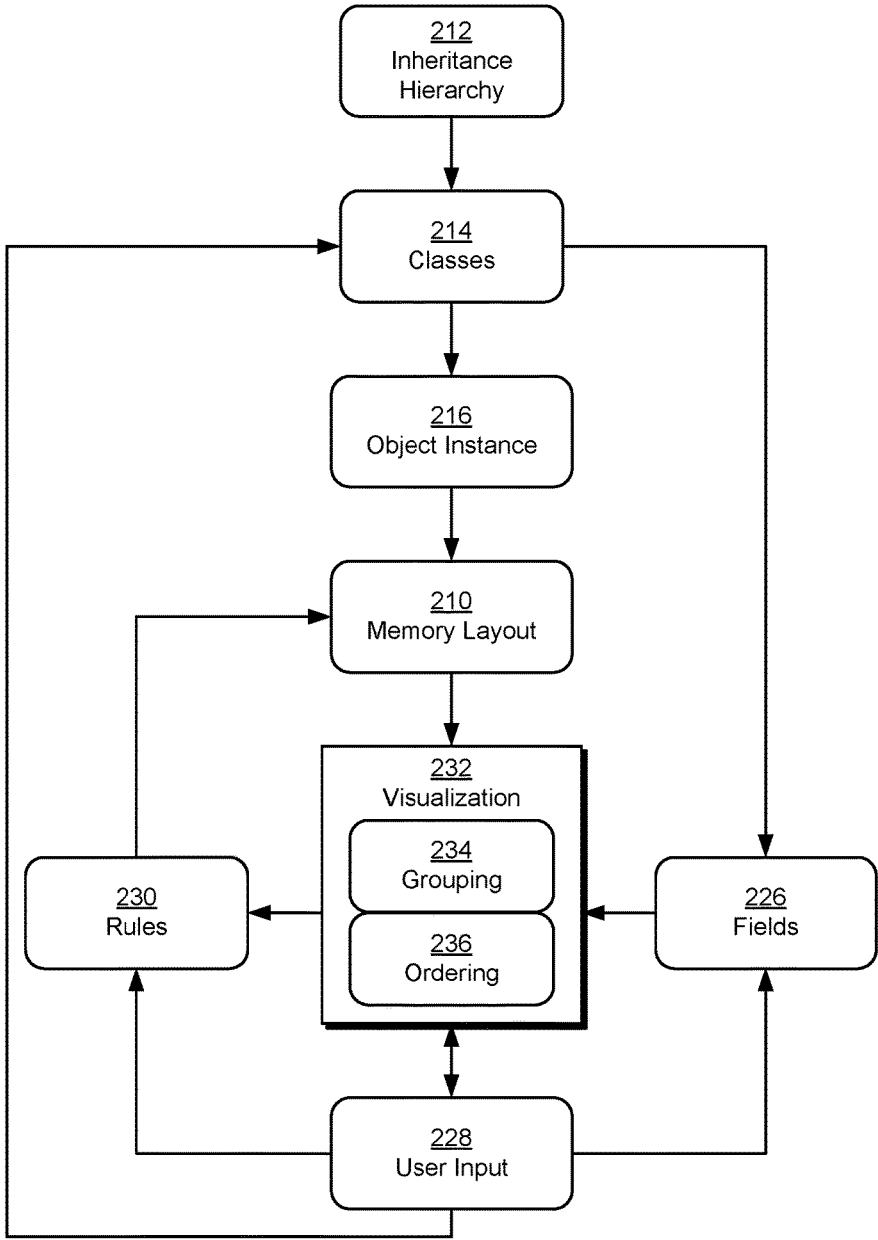 212
Inheritance
Hierarchy
214
Classes
216
Object Instance
210
Memory Layout
232
Visualization
234
Grouping
236
Ordering
230
Rules
226
Fields
228
User Input